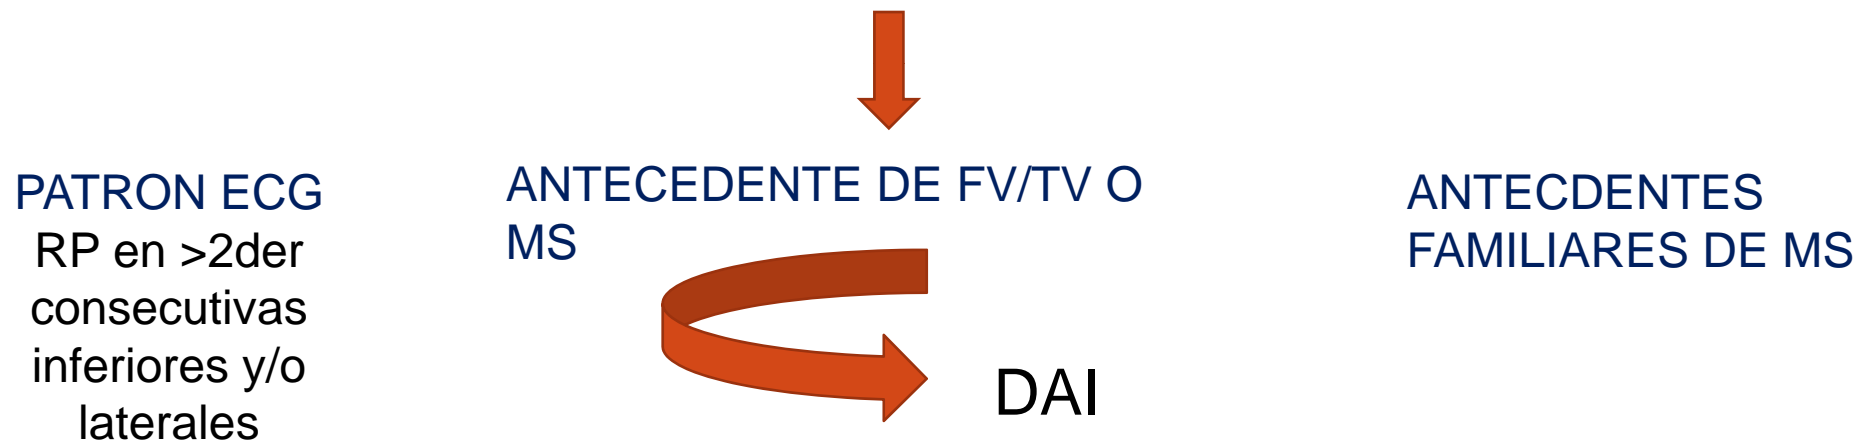 PATRON ECG
RP en >2der
consecutivas
inferiores y/o
laterales
ANTECEDENTE DE FV/TV O
MS
DAI
ANTECDENTES
FAMILIARES DE MS